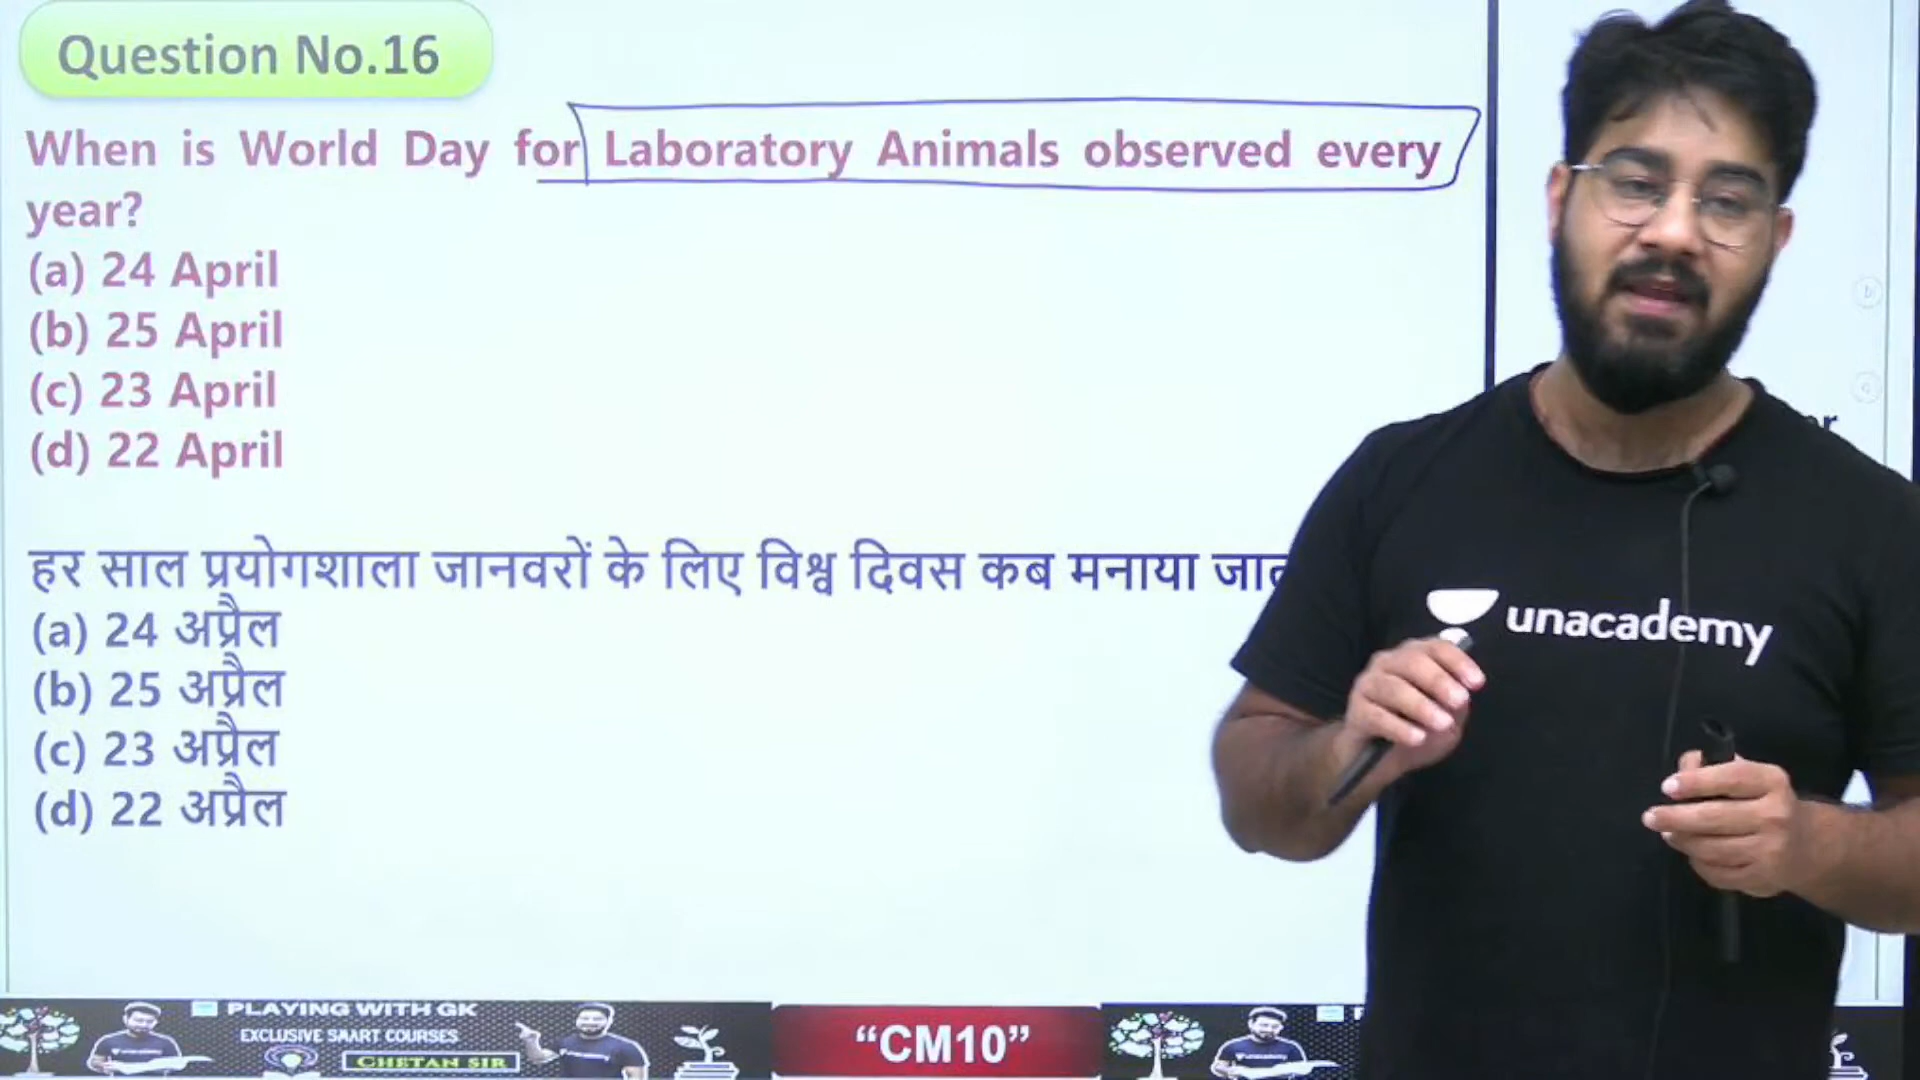 Question No.16
When is World Day for Laboratory Animals observed every
year?
(a) 24 April
(b) 25 April
(c) 23 April
(d) 22 April
हर साल प्रयोगशाला जानवरों के लिए विश्व दिवस कब मनाया
(a) 24 अप्रैल
(b) 25 अप्रैल
(c) 23 अप्रैल
(d) 22 अप्रैल
unacademy
PLAYING WITH GK
EXCLUSIVE SAART COURSES
CHETAN SIR
“CM10”